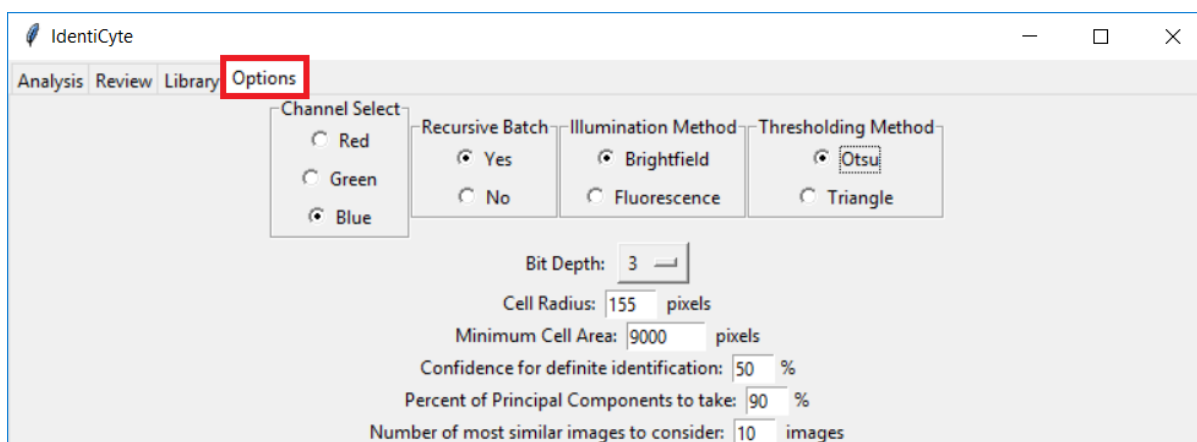 IdentiCyte
Analysis Review Library Options
Channel Select
Red
Green
Blue
Recursive Batch
Yes
No
Illumination Method
Brightfield
Fluorescence
Thresholding Method
Otsu
Triangle
Bit Depth: 3
Cell Radius: 155 pixels
Minimum Cell Area: 9000 pixels
Confidence for definite identification: 50 %
Percent of Principal Components to take: 90 %
Number of most similar images to consider: 10 images